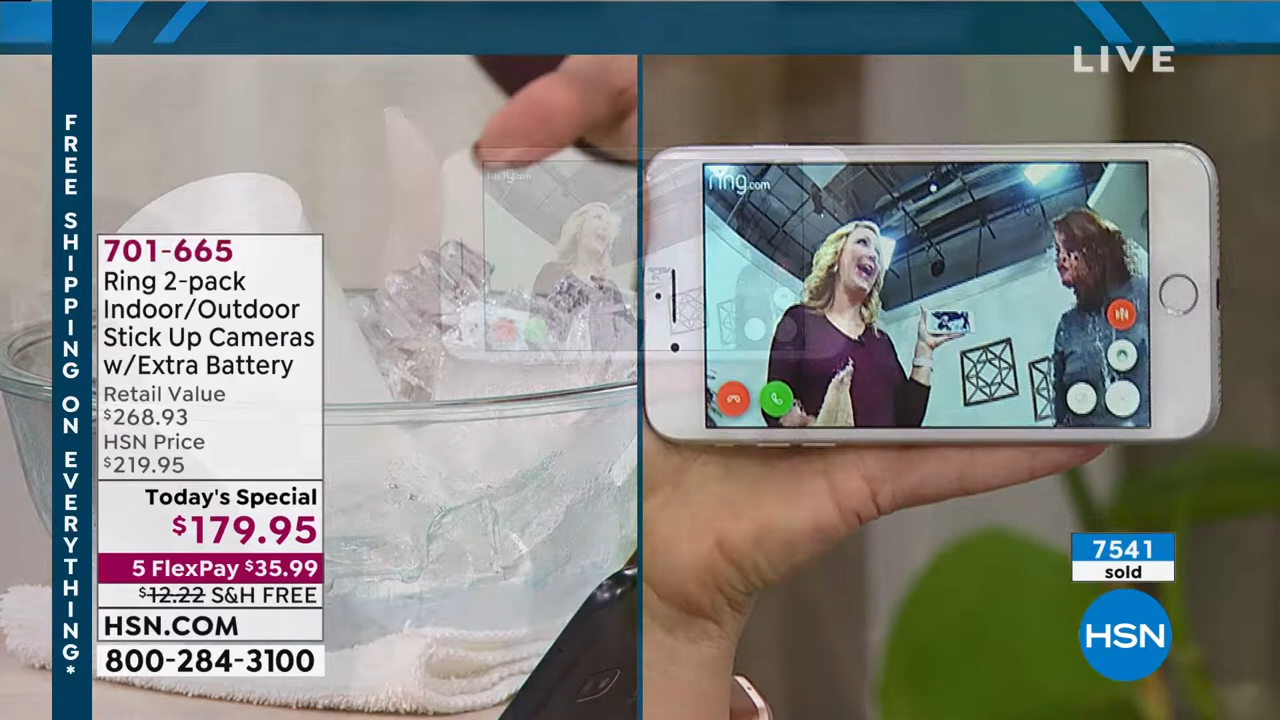 LIVE
FREE SHIPPING ON EVERYTHING*
701-665
Ring 2-pack
Indoor/Outdoor
Stick Up Cameras
w/Extra Battery
Retail Value
$268.93
HSN Price
$219.95
Today's Special
$179.95
5 FlexPay $35.99
$12.22 S&H FREE
HSN.COM
800-284-3100
ring.com
7541
sold
HSN